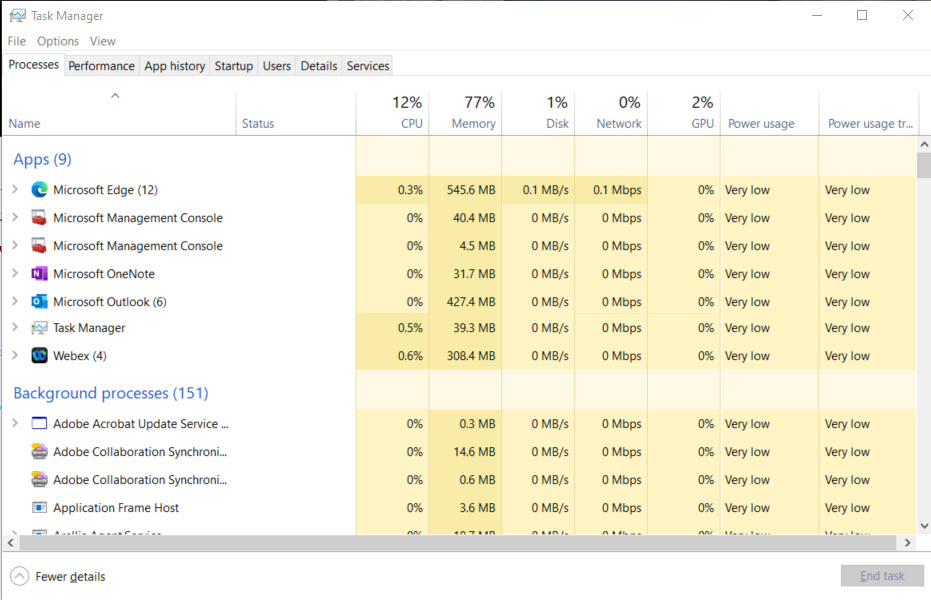 Task Manager
File Options View
Processes Performance App history Startup Users Details Services
12% 77% 1% 0% 2%
Name Status CPU Memory Disk Network GPU Power usage Power usage tr...
Apps (9)
Microsoft Edge (12) 0.3% 545.6 MB 0.1 MB/s 0.1 Mbps 0% Very low Very low
Microsoft Management Console 0% 40.4 MB 0 MB/s 0 Mbps 0% Very low Very low
Microsoft Management Console 0% 4.5 MB 0 MB/s 0 Mbps 0% Very low Very low
Microsoft OneNote 0% 31.7 MB 0 MB/s 0 Mbps 0% Very low Very low
Microsoft Outlook (6) 0% 427.4 MB 0 MB/s 0 Mbps 0% Very low Very low
Task Manager 0.5% 39.3 MB 0 MB/s 0 Mbps 0% Very low Very low
Webex (4) 0.6% 308.4 MB 0 MB/s 0 Mbps 0% Very low Very low
Background processes (151)
Adobe Acrobat Update Service ... 0% 0.3 MB 0 MB/s 0 Mbps 0% Very low Very low
Adobe Collaboration Synchroni... 0% 14.6 MB 0 MB/s 0 Mbps 0% Very low Very low
Adobe Collaboration Synchroni... 0% 0.6 MB 0 MB/s 0 Mbps 0% Very low Very low
Application Frame Host 0% 3.6 MB 0 MB/s 0 Mbps 0% Very low Very low
Fewer details End task